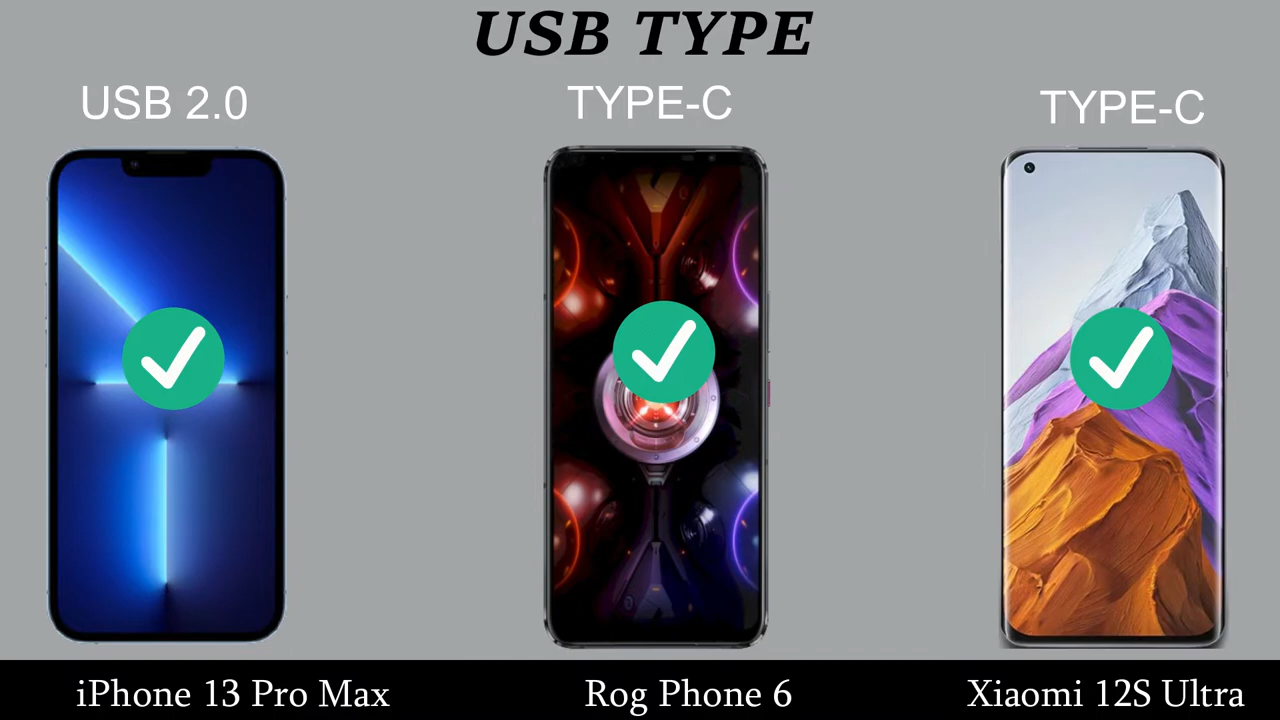 USB TYPE
USB 2.0
TYPE-C
TYPE-C
iPhone 13 Pro Max
Rog Phone 6
Xiaomi 12S Ultra